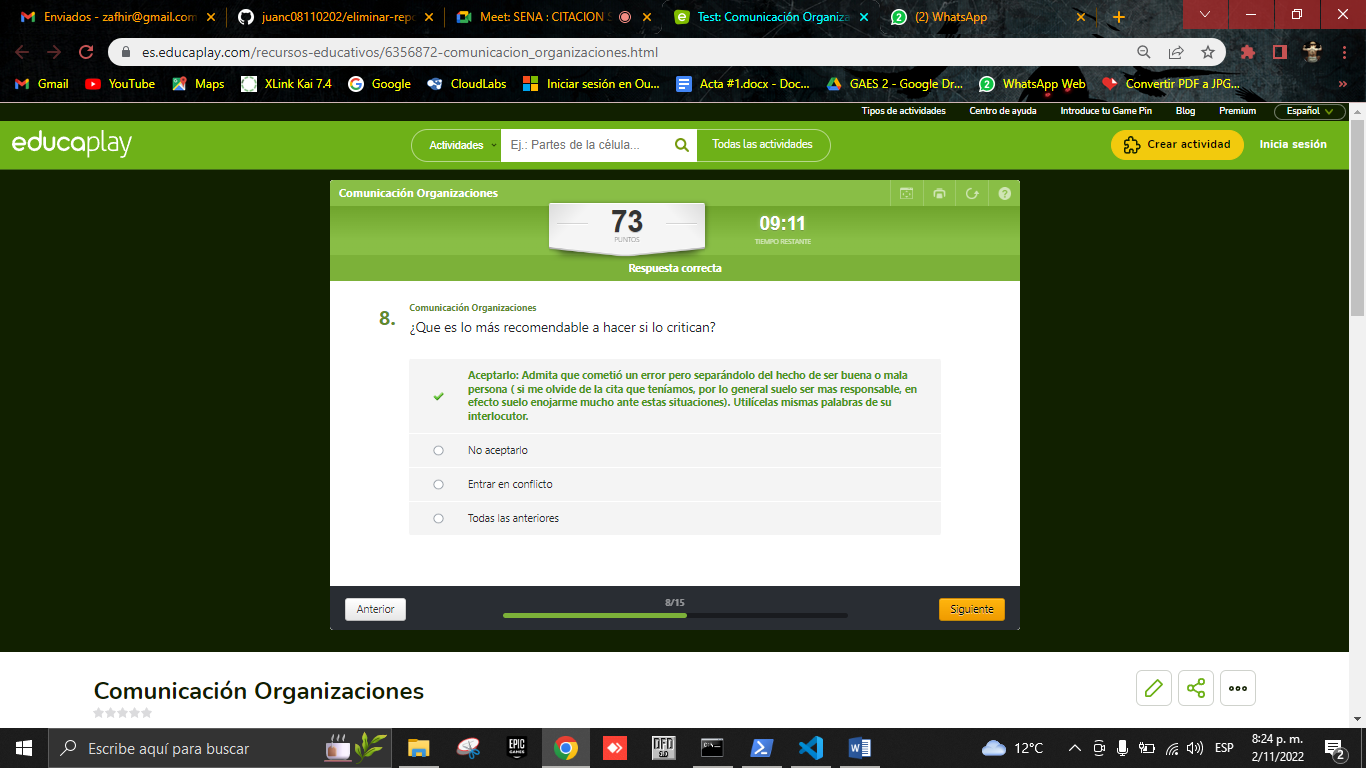 Enviados - zafhir@gmail.com
juanc08110202/eliminar-repo
Meet: SENA : CITACION S
Test: Comunicación Organiza
(2) WhatsApp
es.educaplay.com/recursos-educativos/6356872-comunicacion_organizaciones.html
Gmail
YouTube
Maps
XLink Kai 7.4
Google
CloudLabs
Iniciar sesión en Ou...
Acta #1.docx - Doc...
GAES 2 - Google Dr...
WhatsApp Web
Convertir PDF a JPG...
»
Tipos de actividades
Centro de ayuda
Introduce tu Game Pin
Blog
Premium
Español
educaplay
Actividades
Ej.: Partes de la célula...
Todas las actividades
Crear actividad
Inicia sesión
Comunicación Organizaciones
73
PUNTOS
09:11
TIEMPO RESTANTE
Respuesta correcta
8.
Comunicación Organizaciones
¿Que es lo más recomendable a hacer si lo critican?
Aceptarlo: Admita que cometió un error pero separándolo del hecho de ser buena o mala
persona ( si me olvide de la cita que teníamos, por lo general suelo ser mas responsable, en
efecto suelo enojarme mucho ante estas situaciones). Utilícelas mismas palabras de su
interlocutor.
No aceptarlo
Entrar en conflicto
Todas las anteriores
Anterior
8/15
Siguiente
Comunicación Organizaciones
Escribe aquí para buscar
EPIC
GAMES
12°C
ESP
8:24 p. m.
2/11/2022
2